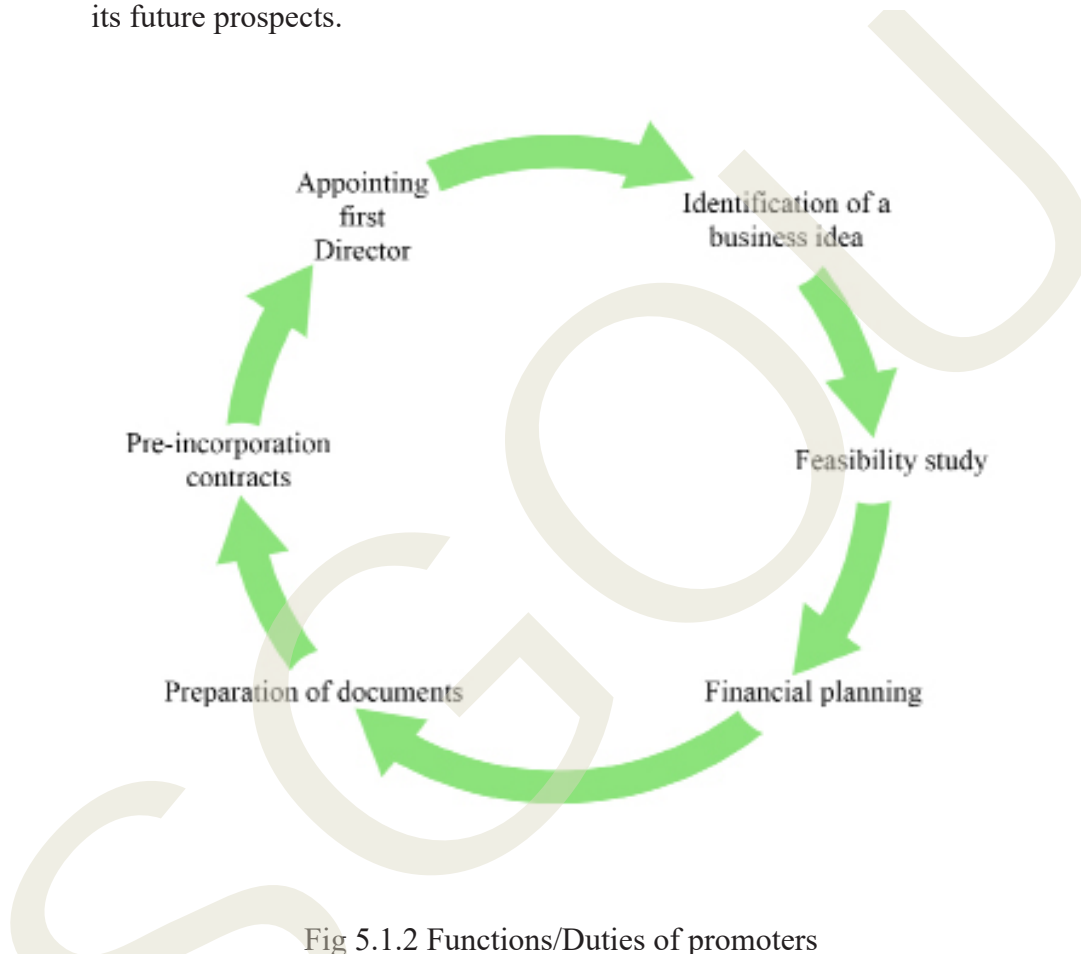 its future prospects.
Appointing
first
Director
Identification of a
business idea
Feasibility study
Financial planning
Preparation of documents
Pre-incorporation
contracts
Fig 5.1.2 Functions/Duties of promoters
SGOU